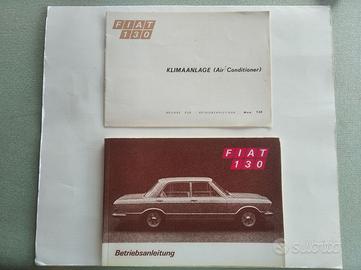 FIAT
130
KLIMAANLAGE (Air Conditioner)
FIAT
130
Betriebsanleitung
subito